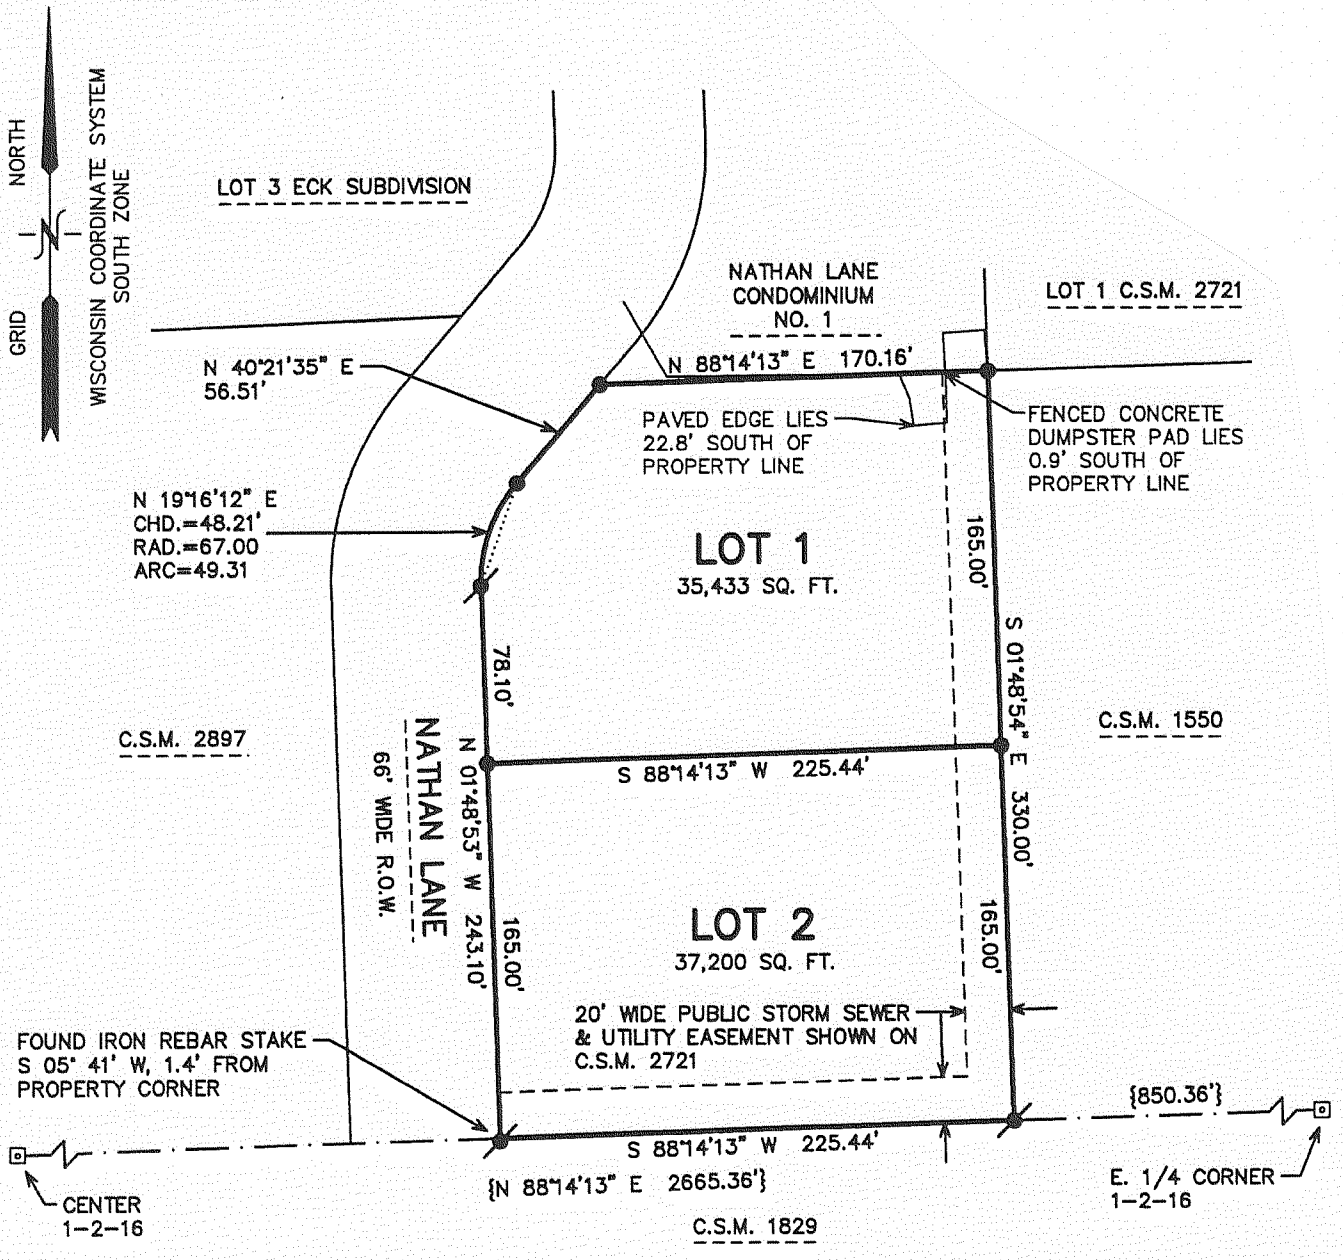 GRID NORTH
WISCONSIN COORDINATE SYSTEM
SOUTH ZONE
LOT 3 ECK SUBDIVISION
NATHAN LANE
CONDOMINIUM
NO. 1
LOT 1 C.S.M. 2721
N 40°21'35" E
56.51'
N 88°14'13" E 170.16'
PAVED EDGE LIES
22.8' SOUTH OF
PROPERTY LINE
FENCED CONCRETE
DUMPSTER PAD LIES
0.9' SOUTH OF
PROPERTY LINE
N 19°16'12" E
CHD.=48.21'
RAD.=67.00
ARC=49.31
LOT 1
35,433 SQ. FT.
165.00'
78.10'
S 01°48'54" E 330.00'
C.S.M. 2897
NATHAN LANE
66' WIDE R.O.W.
N 01°48'53" W 243.10'
C.S.M. 1550
S 88°14'13" W 225.44'
165.00'
LOT 2
37,200 SQ. FT.
165.00'
20' WIDE PUBLIC STORM SEWER
& UTILITY EASEMENT SHOWN ON
C.S.M. 2721
FOUND IRON REBAR STAKE
S 05° 41' W, 1.4' FROM
PROPERTY CORNER
{850.36'}
S 88°14'13" W 225.44'
{N 88°14'13" E 2665.36'}
CENTER
1-2-16
E. 1/4 CORNER
1-2-16
C.S.M. 1829